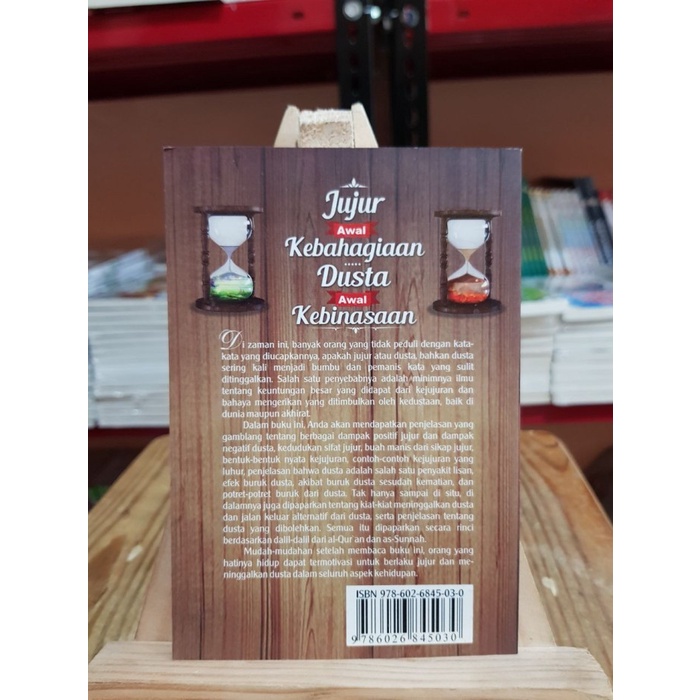 Jujur
Awal
Kebahagiaan
Dusta
Awal
Kebinasaan
Di zaman ini, banyak orang yang tidak peduli dengan kata-
kata yang diucapkannya, apakah jujur atau dusta, bahkan dusta
sering kali menjadi bumbu dan pemanis kata yang sulit
ditinggalkan. Salah satu penyebabnya adalah minimnya ilmu
tentang keuntungan besar yang didapat dari kejujuran dan
bahaya mengerikan yang ditimbulkan oleh kedustaan, baik di
dunia maupun akhirat.
Dalam buku ini, Anda akan mendapatkan penjelasan yang
gamblang tentang berbagai dampak positif jujur dan dampak
negatif dusta, kedudukan sifat jujur, buah manis dari sikap jujur,
bentuk-bentuk nyata kejujuran, contoh-contoh kejujuran yang
luhur, penjelasan bahwa dusta adalah salah satu penyakit lisan,
efek buruk dusta, akibat buruk dusta sesudah kematian, dan
potret-potret buruk dari dusta. Tak hanya sampai di situ, di
dalamnya juga dipaparkan tentang kiat-kiat meninggalkan dusta
dan jalan keluar alternatif dari dusta, serta penjelasan tentang
dusta yang dibolehkan. Semua itu dipaparkan secara rinci
berdasarkan dalil-dalil dari al-Qur'an dan as-Sunnah.
Mudah-mudahan setelah membaca buku ini, orang yang
hatinya hidup dapat termotivasi untuk berlaku jujur dan me-
ninggalkan dusta dalam seluruh aspek kehidupan.
ISBN 978-602-6845-03-0
9 786026 845030